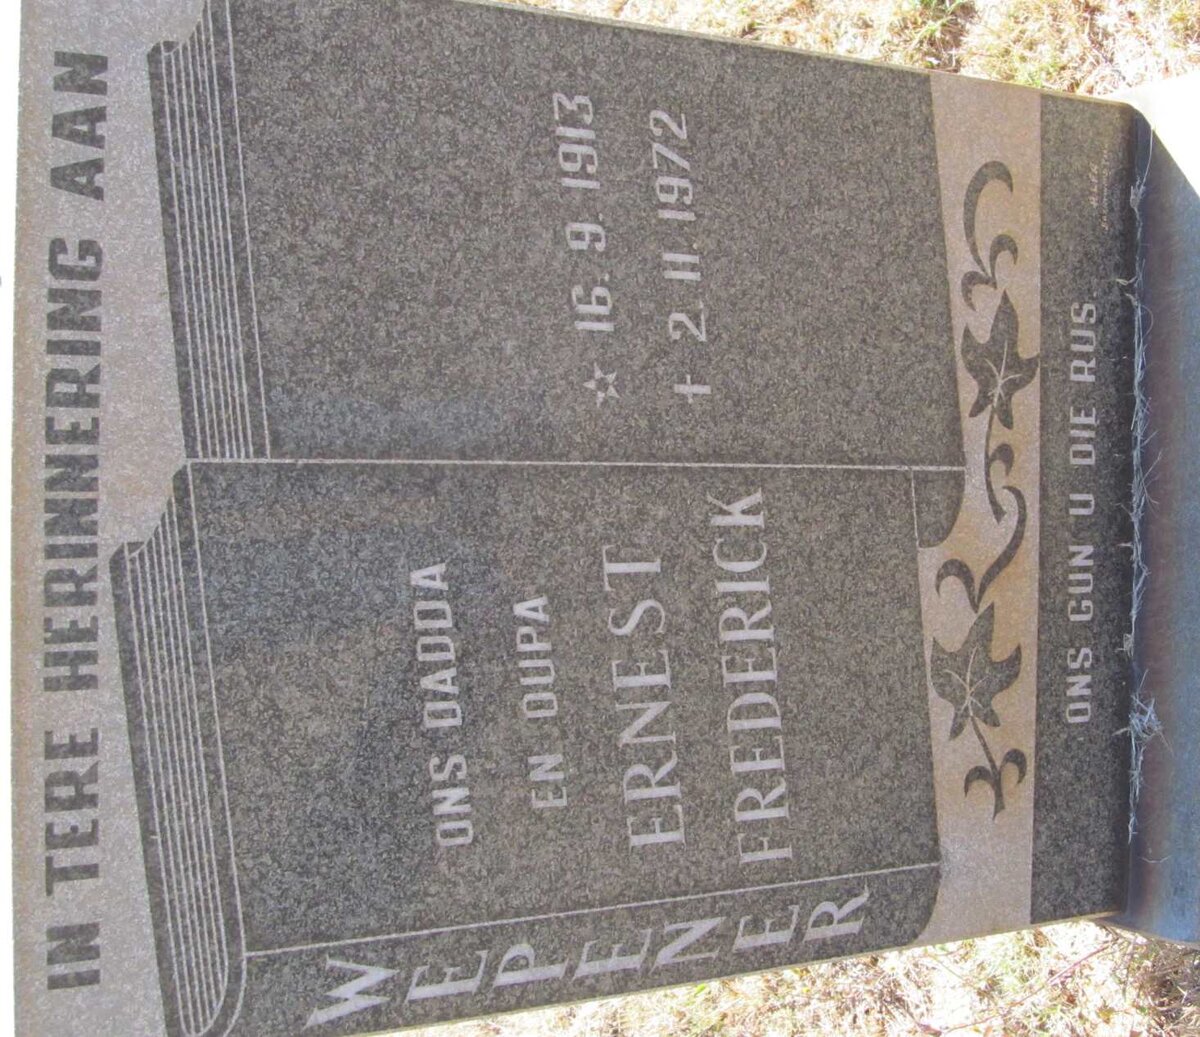 IN TERE HERINNERING AAN
WEPENER
ONS DADDA
EN OUPA
ERNEST
FREDERICK
☆ 16. 9. 1913
† 2. 11. 1972
ONS GUN U DIE RUS.